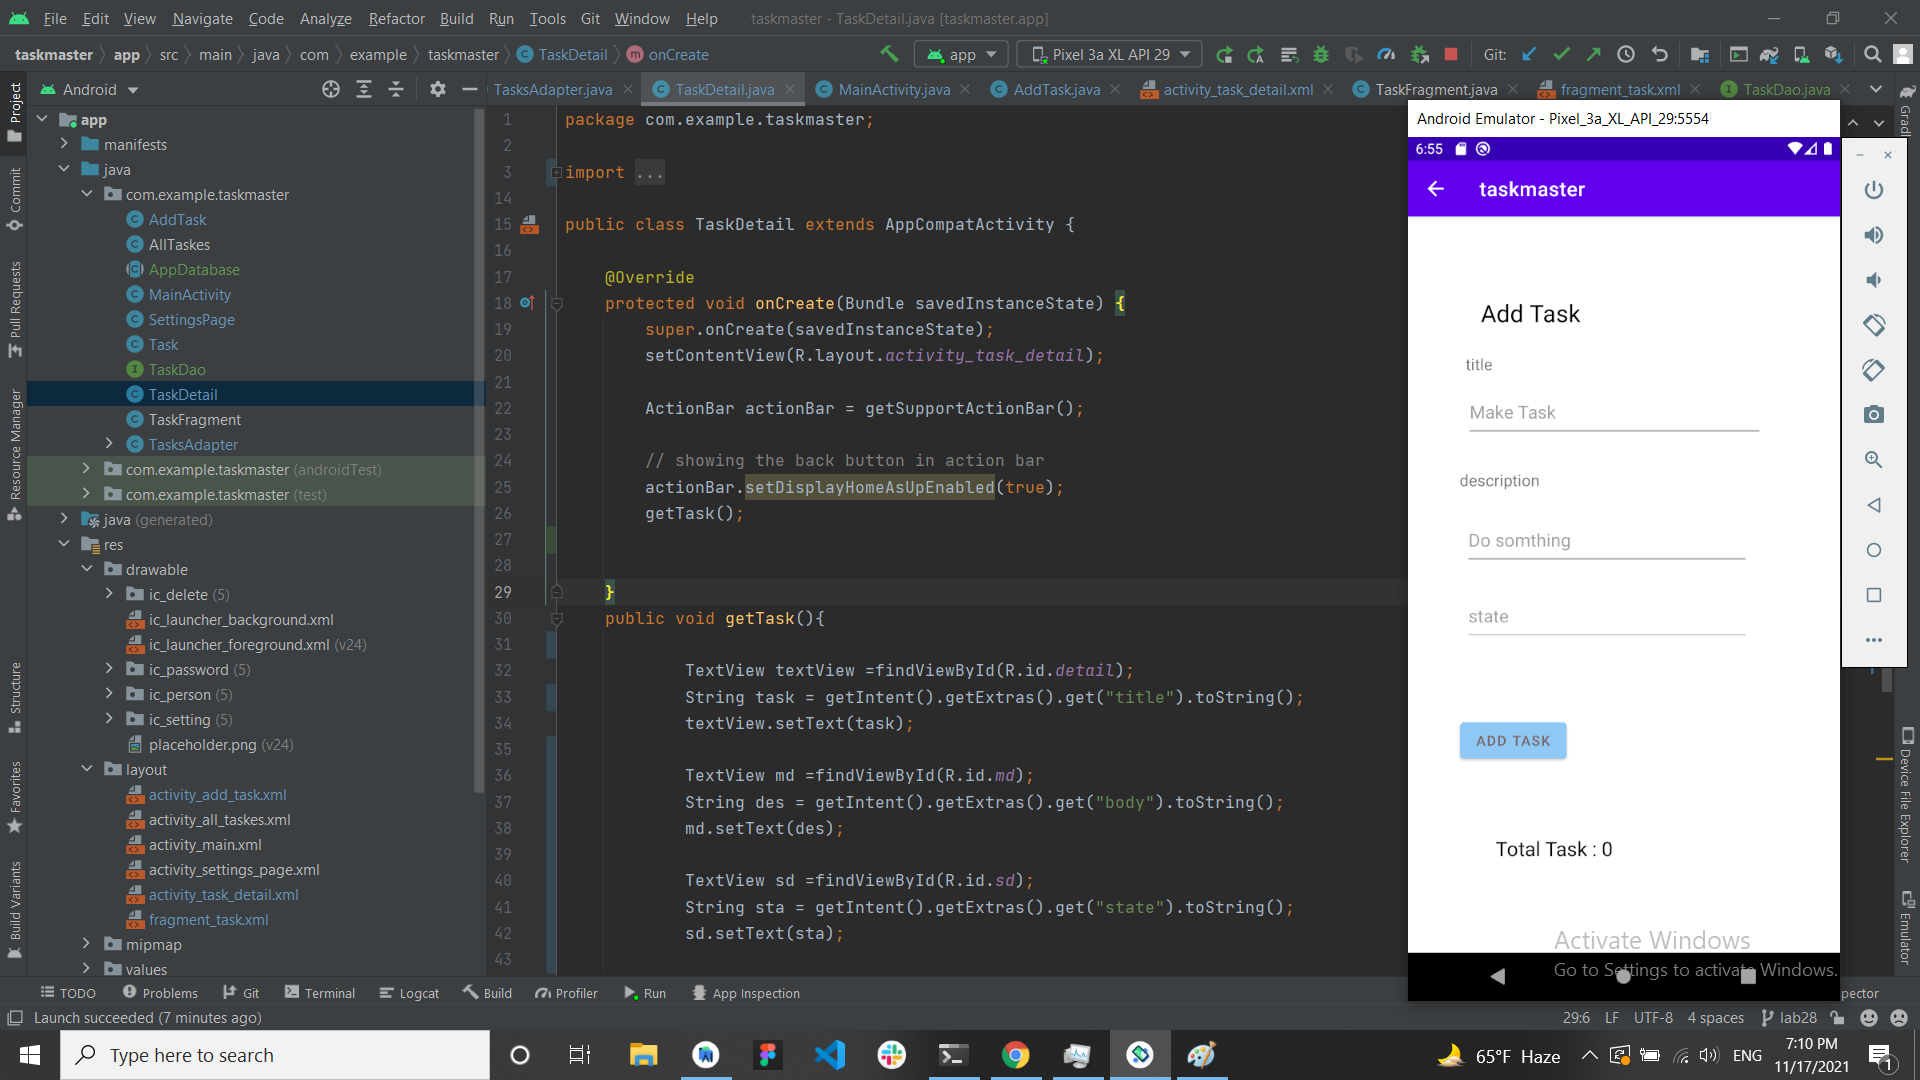 File Edit View Navigate Code Analyze Refactor Build Run Tools Git Window Help taskmaster - TaskDetail.java [taskmaster.app]
taskmaster app src main java com example taskmaster TaskDetail onCreate app Pixel 3a XL API 29 Git:
Android TasksAdapter.java TaskDetail.java MainActivity.java AddTask.java activity_task_detail.xml TaskFragment.java fragment_task.xml TaskDao.java
Project
Commit
Pull Requests
Resource Manager
Structure
Favorites
Build Variants
app
manifests
java
com.example.taskmaster
AddTask
AllTaskes
AppDatabase
MainActivity
SettingsPage
Task
TaskDao
TaskDetail
TaskFragment
TasksAdapter
com.example.taskmaster (androidTest)
com.example.taskmaster (test)
java (generated)
res
drawable
ic_delete (5)
ic_launcher_background.xml
ic_launcher_foreground.xml (v24)
ic_password (5)
ic_person (5)
ic_setting (5)
placeholder.png (v24)
layout
activity_add_task.xml
activity_all_taskes.xml
activity_main.xml
activity_settings_page.xml
activity_task_detail.xml
fragment_task.xml
mipmap
values
1 package com.example.taskmaster;
2
3 import ...
14
15 public class TaskDetail extends AppCompatActivity {
16
17 @Override
18 protected void onCreate(Bundle savedInstanceState) {
19 super.onCreate(savedInstanceState);
20 setContentView(R.layout.activity_task_detail);
21
22 ActionBar actionBar = getSupportActionBar();
23
24 // showing the back button in action bar
25 actionBar.setDisplayHomeAsUpEnabled(true);
26 getTask();
27
28
29 }
30 public void getTask(){
31
32 TextView textView =findViewById(R.id.detail);
33 String task = getIntent().getExtras().get("title").toString();
34 textView.setText(task);
35
36 TextView md =findViewById(R.id.md);
37 String des = getIntent().getExtras().get("body").toString();
38 md.setText(des);
39
40 TextView sd =findViewById(R.id.sd);
41 String sta = getIntent().getExtras().get("state").toString();
42 sd.setText(sta);
43
Android Emulator - Pixel_3a_XL_API_29:5554
6:55
taskmaster
Add Task
title
Make Task
description
Do somthing
state
ADD TASK
Total Task : 0
Activate Windows
Go to Settings to activate Windows.
Device File Explorer
Emulator
TODO Problems Git Terminal Logcat Build Profiler Run App Inspection
Launch succeeded (7 minutes ago) 29:6 LF UTF-8 4 spaces lab28
Type here to search 65°F Haze ENG 7:10 PM
11/17/2021
1